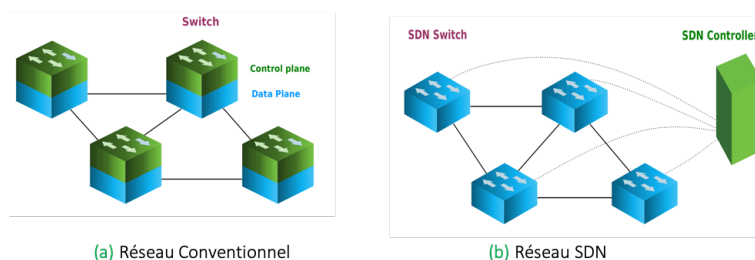 Switch
Control plane
Data Plane
(a) Réseau Conventionnel
SDN Switch
SDN Controller
(b) Réseau SDN